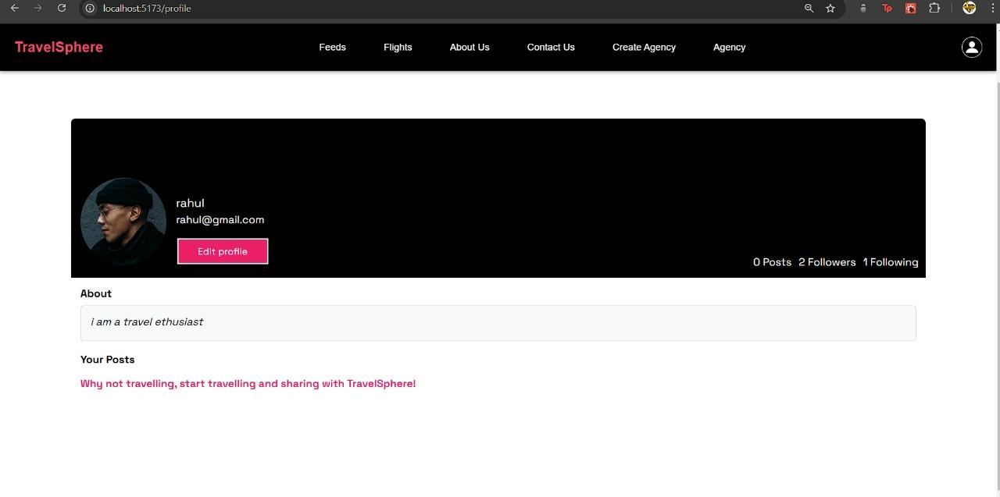 localhost:5173/profile
TravelSphere Feeds Flights About Us Contact Us Create Agency Agency
rahul
rahul@gmail.com
Edit profile
0 Posts 2 Followers 1 Following
About
i am a travel ethusiast
Your Posts
Why not travelling, start travelling and sharing with TravelSphere!